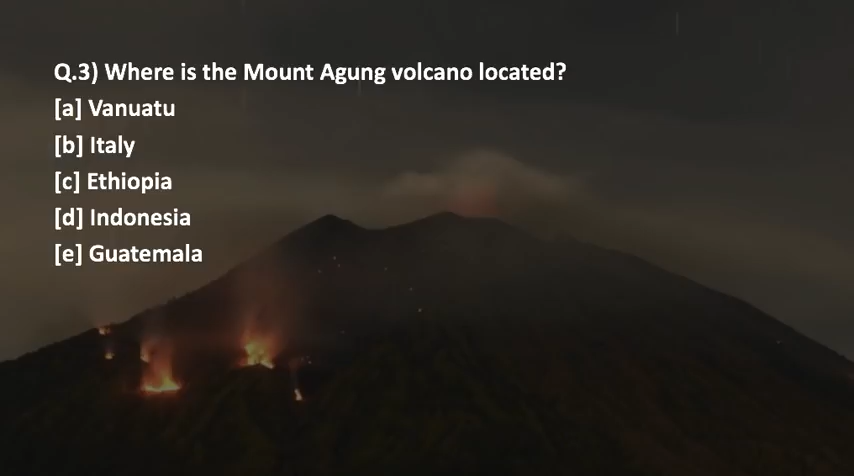 Q.3) Where is the Mount Agung volcano located?
[a] Vanuatu
[b] Italy
[c] Ethiopia
[d] Indonesia
[e] Guatemala